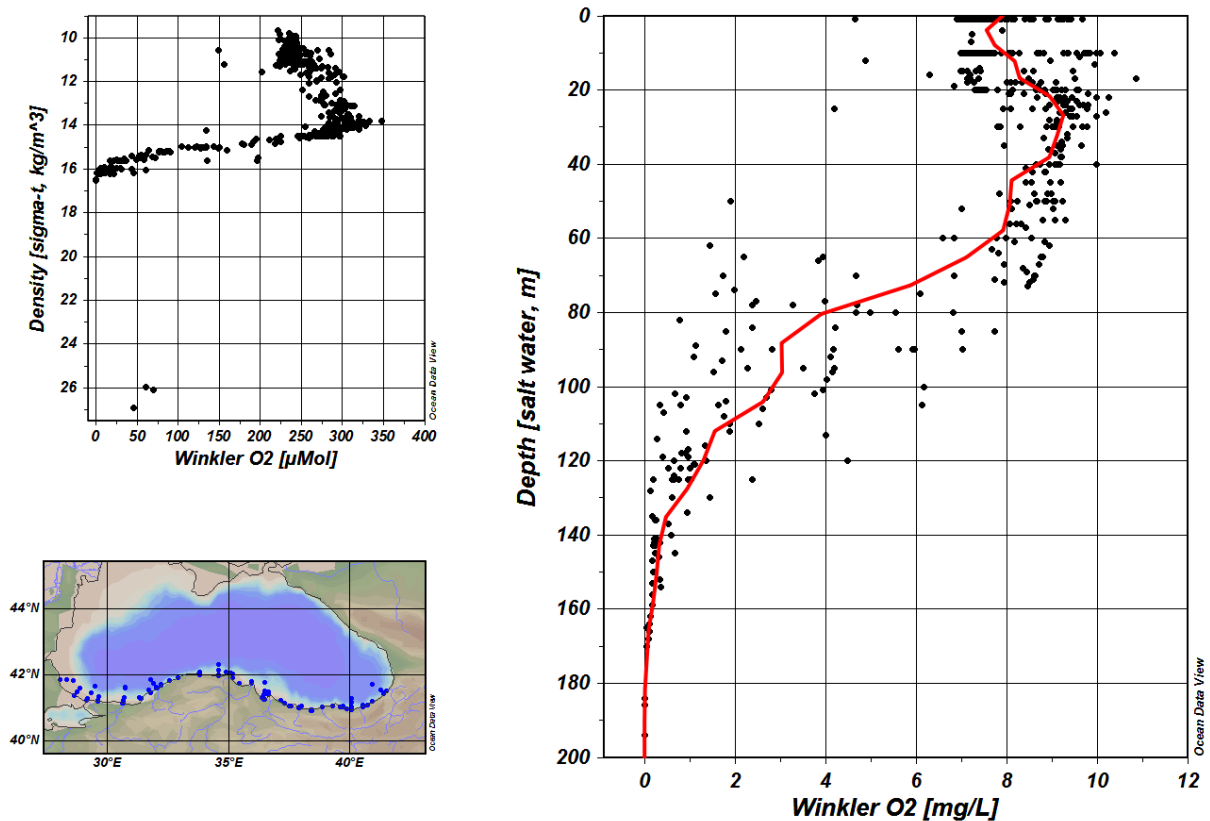 10
12
14
16
18
20
22
24
26
Density [sigma-t, kg/m^3]
0 50 100 150 200 250 300 350 400
Winkler O2 [µMol]
Ocean Data View
44°N
42°N
40°N
30°E 35°E 40°E
Ocean Data View
0
20
40
60
80
100
120
140
160
180
200
Depth [salt water, m]
0 2 4 6 8 10 12
Winkler O2 [mg/L]
Ocean Data View